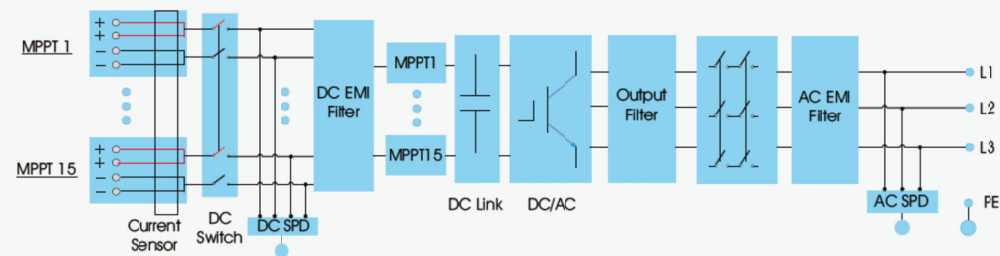 MPPT 1
+
+
−
−
MPPT 15
+
+
−
−
Current
Sensor
DC
Switch
DC SPD
DC EMI
Filter
MPPT1
MPPT15
DC Link
DC/AC
Output
Filter
AC EMI
Filter
AC SPD
L1
L2
L3
PE